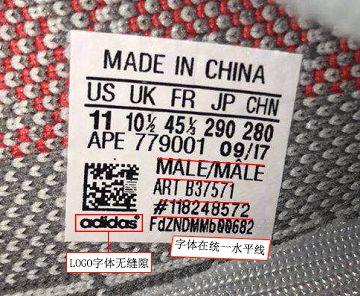 MADE IN CHINA
US UK FR JP CHN
11 10½ 45⅓ 290 280
APE 779001 09/17
MALE/MÂLE
ART B37571
#118248572
adidas® FdZNDMM500682
LOGO字体无缝隙 字体在统一水平线